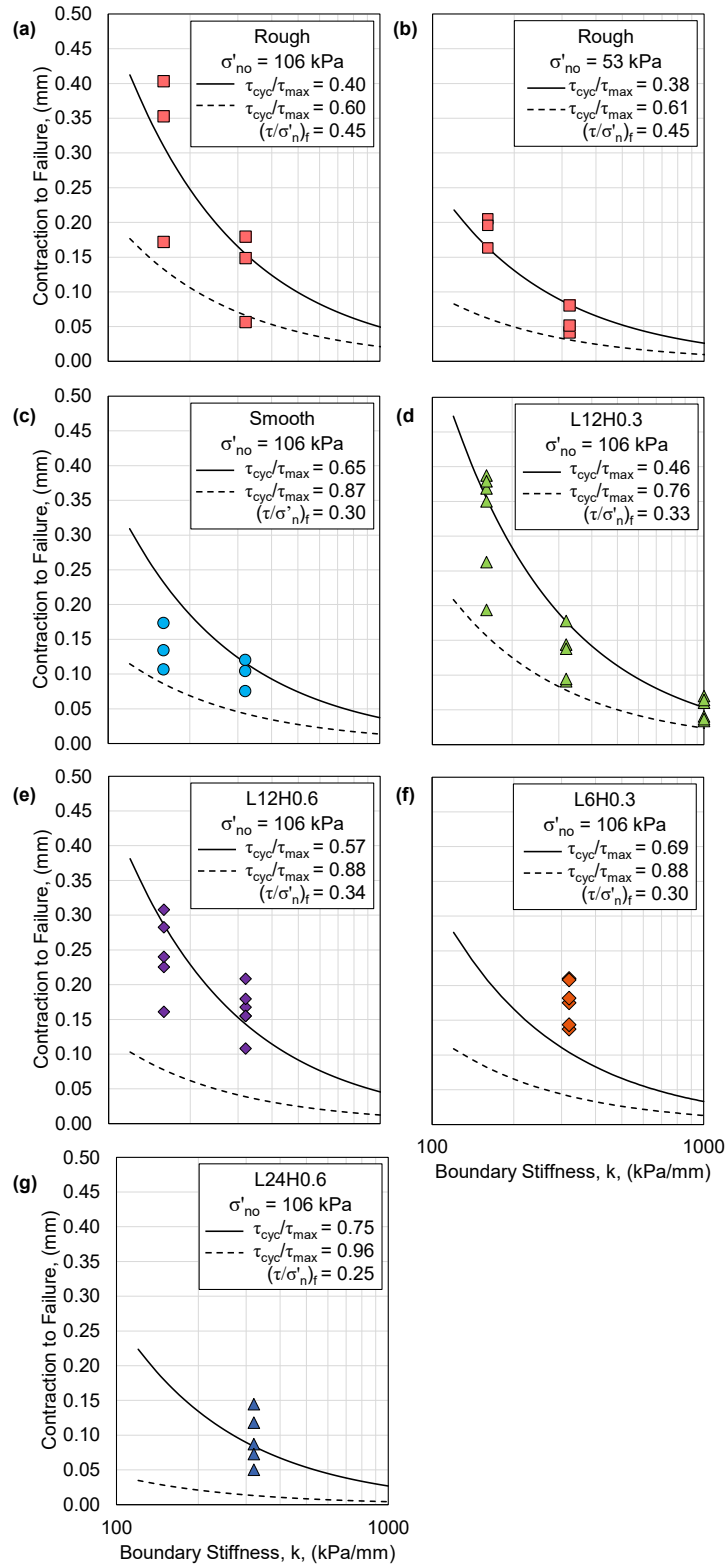 (a)
Contraction to Failure, (mm)
0.50
0.45
0.40
0.35
0.30
0.25
0.20
0.15
0.10
0.05
0.00
Rough
σ'no = 106 kPa
τcyc/τmax = 0.40
τcyc/τmax = 0.60
(τ/σ'n)f = 0.45
(b)
Rough
σ'no = 53 kPa
τcyc/τmax = 0.38
τcyc/τmax = 0.61
(τ/σ'n)f = 0.45
(c)
Contraction to Failure, (mm)
0.50
0.45
0.40
0.35
0.30
0.25
0.20
0.15
0.10
0.05
0.00
Smooth
σ'no = 106 kPa
τcyc/τmax = 0.65
τcyc/τmax = 0.87
(τ/σ'n)f = 0.30
(d)
L12H0.3
σ'no = 106 kPa
τcyc/τmax = 0.46
τcyc/τmax = 0.76
(τ/σ'n)f = 0.33
(e)
Contraction to Failure, (mm)
0.50
0.45
0.40
0.35
0.30
0.25
0.20
0.15
0.10
0.05
0.00
L12H0.6
σ'no = 106 kPa
τcyc/τmax = 0.57
τcyc/τmax = 0.88
(τ/σ'n)f = 0.34
(f)
L6H0.3
σ'no = 106 kPa
τcyc/τmax = 0.69
τcyc/τmax = 0.88
(τ/σ'n)f = 0.30
100
1000
Boundary Stiffness, k, (kPa/mm)
(g)
Contraction to Failure, (mm)
0.50
0.45
0.40
0.35
0.30
0.25
0.20
0.15
0.10
0.05
0.00
L24H0.6
σ'no = 106 kPa
τcyc/τmax = 0.75
τcyc/τmax = 0.96
(τ/σ'n)f = 0.25
100
1000
Boundary Stiffness, k, (kPa/mm)